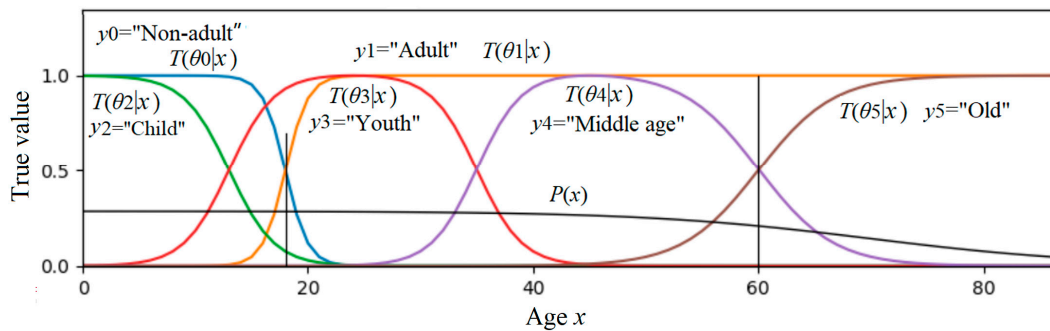 y0="Non-adult"
T(θ0|x)
y1="Adult" T(θ1|x)
1.0
T(θ2|x)
y2="Child"
T(θ3|x)
y3="Youth"
T(θ4|x)
y4="Middle age"
T(θ5|x) y5="Old"
True value
0.5
P(x)
0.0
0 20 40 60 80
Age x